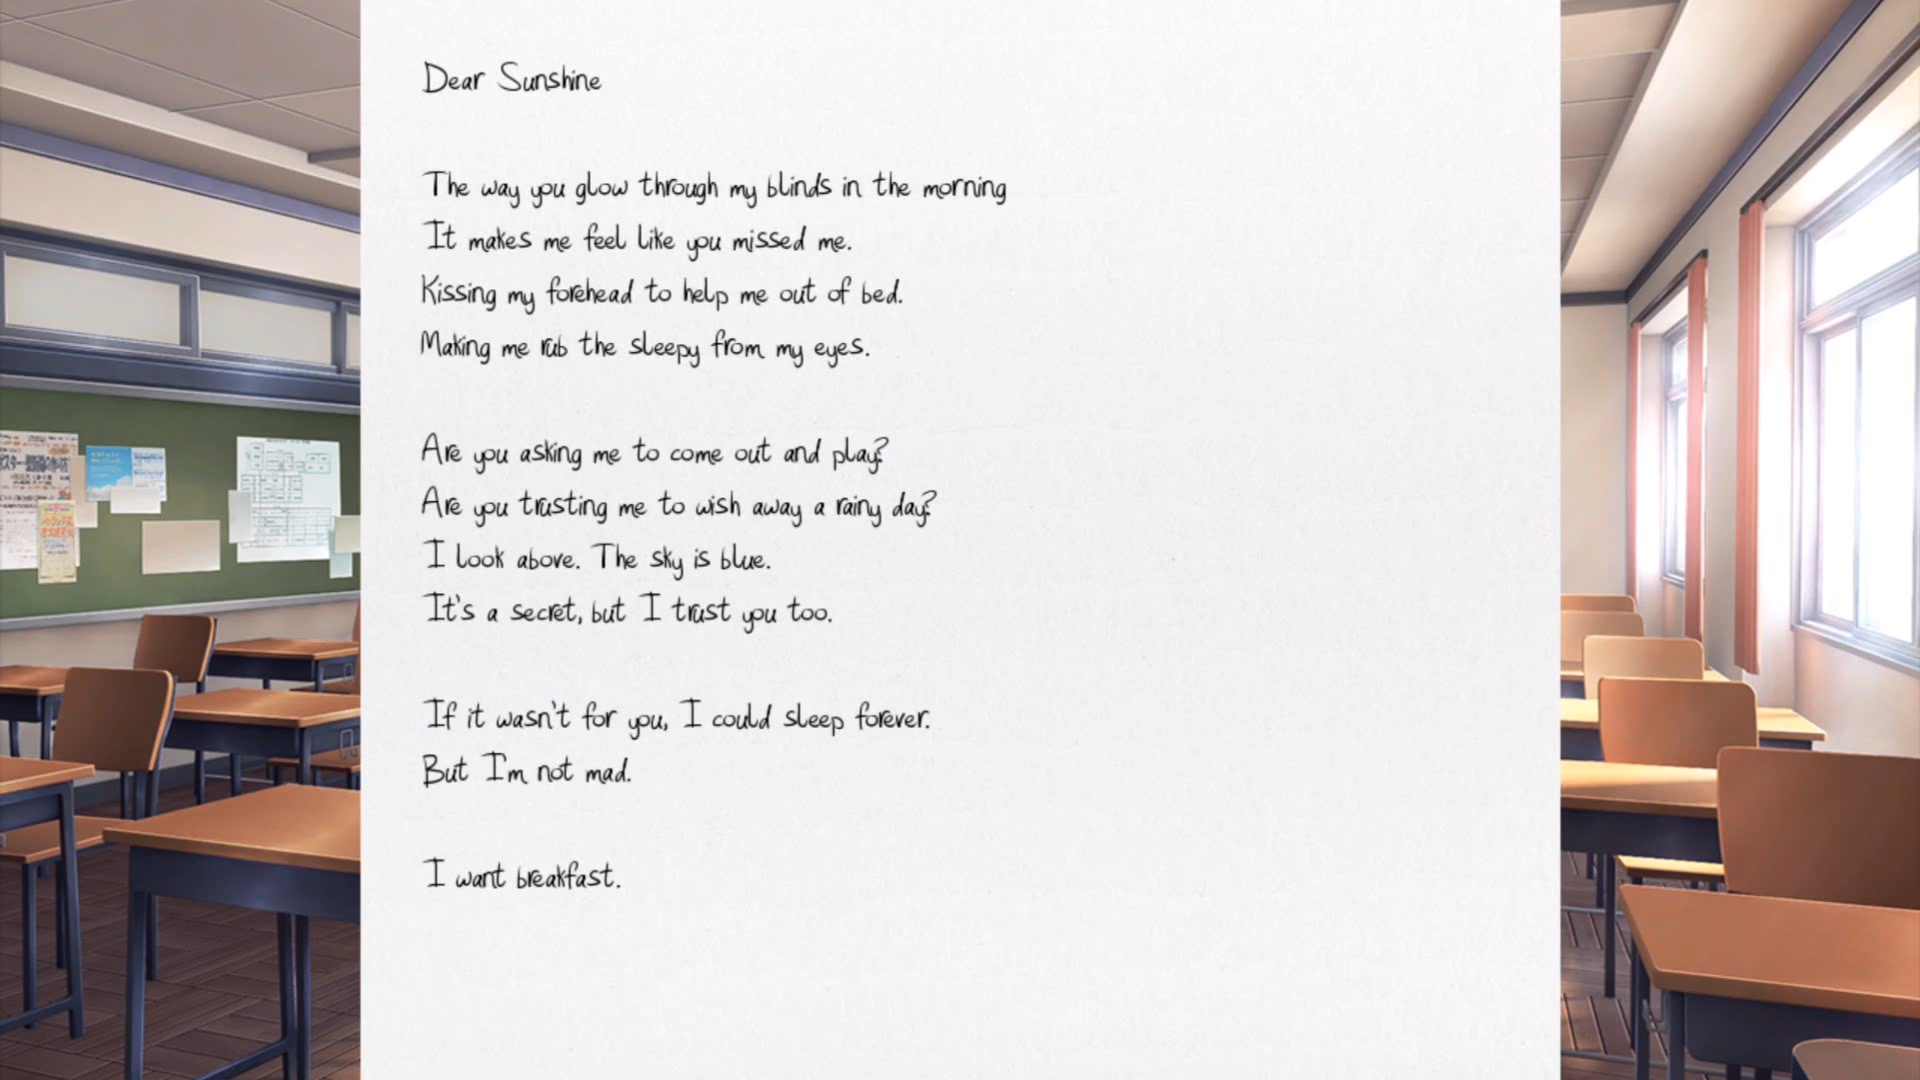 Dear Sunshine
The way you glow through my blinds in the morning
It makes me feel like you missed me.
Kissing my forehead to help me out of bed.
Making me rub the sleepy from my eyes.
Are you asking me to come out and play?
Are you trusting me to wish away a rainy day?
I look above. The sky is blue.
It's a secret, but I trust you too.
If it wasn't for you, I could sleep forever.
But I'm not mad.
I want breakfast.